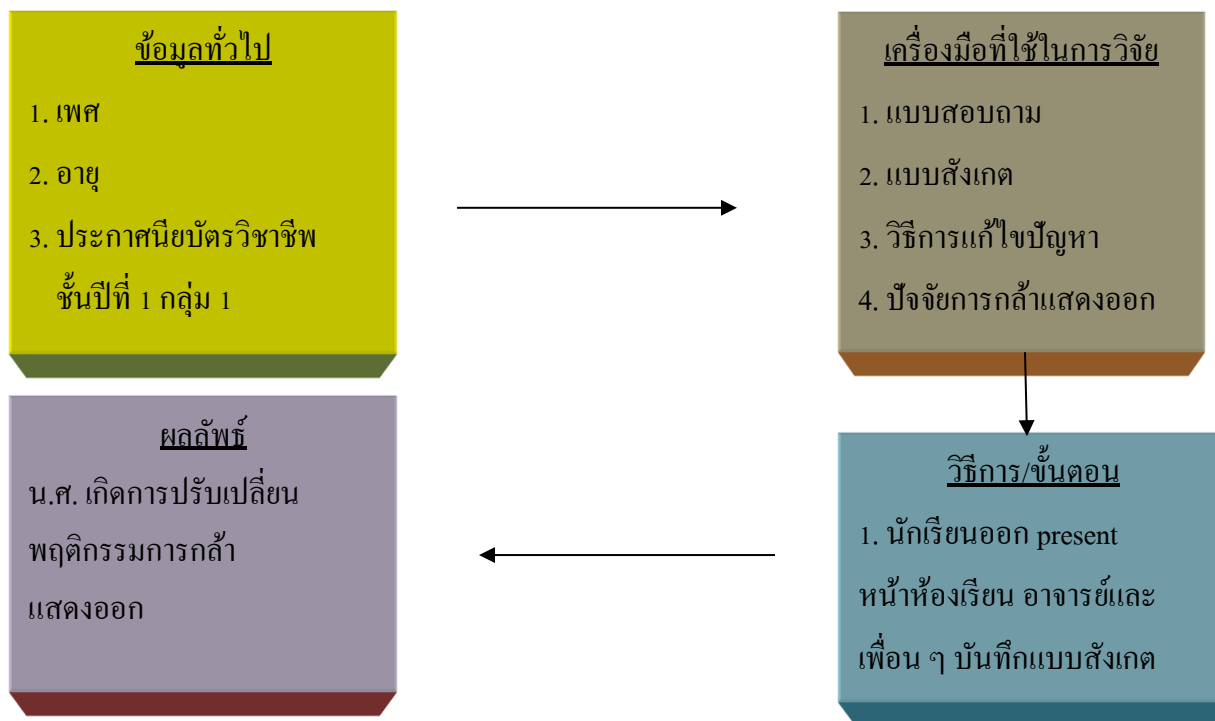 ข้อมูลทั่วไป
1. เพศ
2. อายุ
3. ประกาศนียบัตรวิชาชีพ
ชั้นปีที่ 1 กลุ่ม 1
เครื่องมือที่ใช้ในการวิจัย
1. แบบสอบถาม
2. แบบสังเกต
3. วิธีการแก้ไขปัญหา
4. ปัจจัยการกล้าแสดงออก
วิธีการ/ขั้นตอน
1. นักเรียนออก present
หน้าห้องเรียน อาจารย์และ
เพื่อน ๆ บันทึกแบบสังเกต
ผลลัพธ์
น.ศ. เกิดการปรับเปลี่ยน
พฤติกรรมการกล้า
แสดงออก